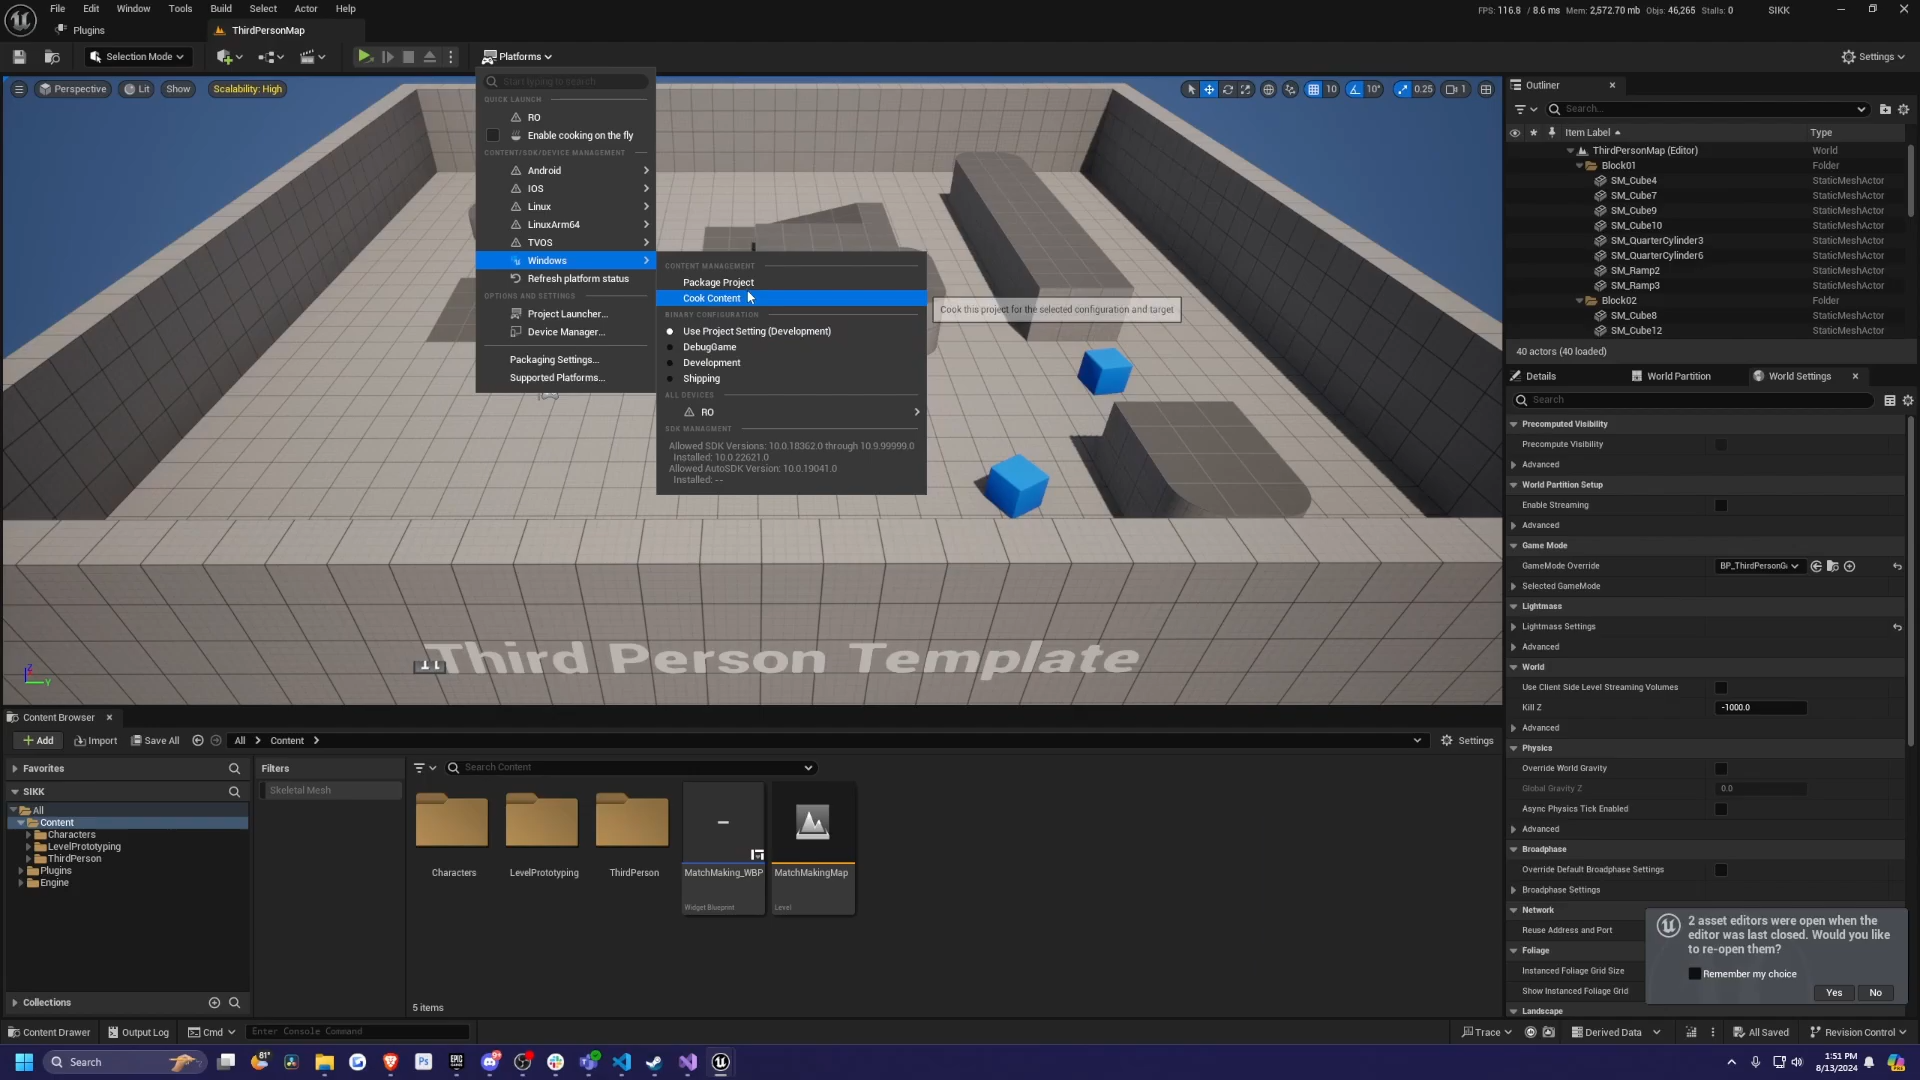 File Edit Window Tools Build Select Actor Help
FPS: 116.8 / 8.6 ms Mem: 2,572.70 mb Objs: 46,265 Stalls: 0 SIKK
Plugins ThirdPersonMap
Selection Mode Platforms Settings
Perspective Lit Show Scalability: High
10 10° 0.25 1
Start typing to search
QUICK LAUNCH
RO
Enable cooking on the fly
CONTENT/SDK/DEVICE MANAGEMENT
Android
IOS
Linux
LinuxArm64
TVOS
Windows
Refresh platform status
OPTIONS AND SETTINGS
Project Launcher...
Device Manager...
Packaging Settings...
Supported Platforms...
CONTENT MANAGEMENT
Package Project
Cook Content
BINARY CONFIGURATION
Use Project Setting (Development)
DebugGame
Development
Shipping
ALL DEVICES
RO
SDK MANAGMENT
Allowed SDK Versions: 10.0.18362.0 through 10.9.99999.0
Installed: 10.0.22621.0
Allowed AutoSDK Version: 10.0.19041.0
Installed: --
Cook this project for the selected configuration and target
Third Person Template
Z
Y
Outliner
Search...
Item Label Type
ThirdPersonMap (Editor) World
Block01 Folder
SM_Cube4 StaticMeshActor
SM_Cube7 StaticMeshActor
SM_Cube9 StaticMeshActor
SM_Cube10 StaticMeshActor
SM_QuarterCylinder3 StaticMeshActor
SM_QuarterCylinder6 StaticMeshActor
SM_Ramp2 StaticMeshActor
SM_Ramp3 StaticMeshActor
Block02 Folder
SM_Cube8 StaticMeshActor
SM_Cube12 StaticMeshActor
40 actors (40 loaded)
Details World Partition World Settings
Search
Precomputed Visibility
Precompute Visibility
Advanced
World Partition Setup
Enable Streaming
Advanced
Game Mode
GameMode Override BP_ThirdPersonGa
Selected GameMode
Lightmass
Lightmass Settings
Advanced
World
Use Client Side Level Streaming Volumes
Kill Z -1000.0
Advanced
Physics
Override World Gravity
Global Gravity Z 0.0
Async Physics Tick Enabled
Advanced
Broadphase
Override Default Broadphase Settings
Broadphase Settings
Network
Reuse Address and Port
Foliage
Instanced Foliage Grid Size
Show Instanced Foliage Grid
Landscape
2 asset editors were open when the
editor was last closed. Would you like
to re-open them?
Remember my choice
Yes No
Content Browser
Add Import Save All All Content Settings
Favorites
SIKK
All
Content
Characters
LevelPrototyping
ThirdPerson
Plugins
Engine
Collections
Filters
Skeletal Mesh
Search Content
Characters LevelPrototyping ThirdPerson MatchMaking_WBP MatchMakingMap
Widget Blueprint Level
5 items
Content Drawer Output Log Cmd Enter Console Command Trace Derived Data All Saved Revision Control
Search 81° Ps EPIC 9+
1:51 PM
8/13/2024